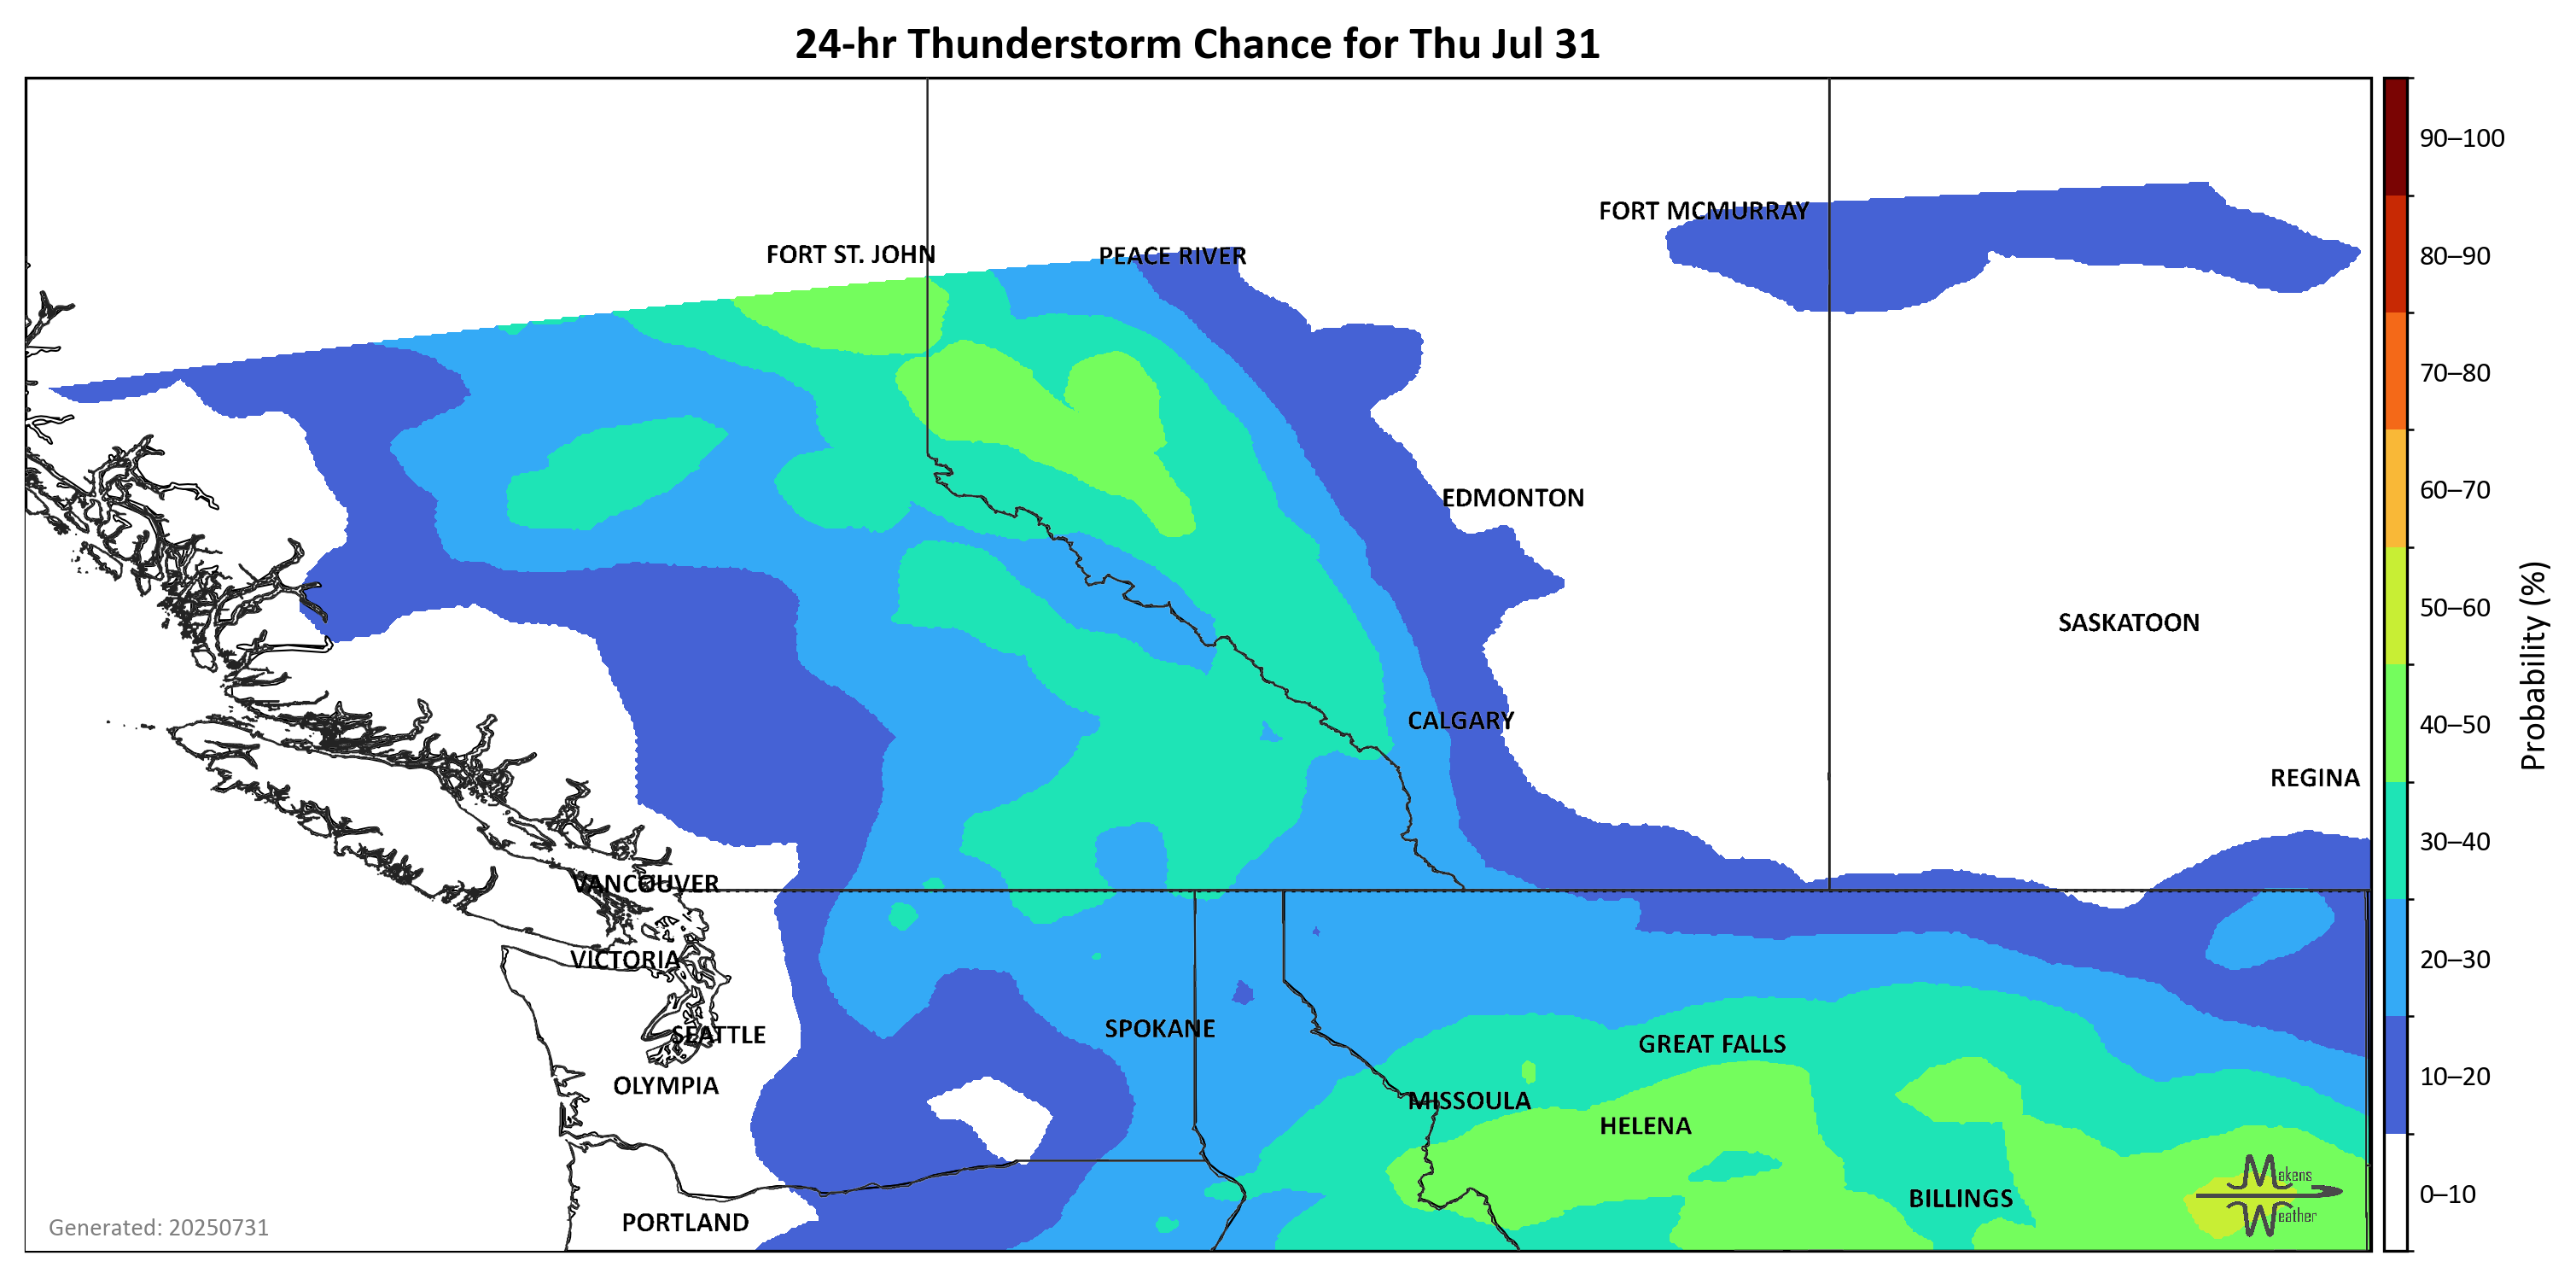 24-hr Thunderstorm Chance for Thu Jul 31
90–100
FORT MCMURRAY
FORT ST. JOHN
PEACE RIVER
80–90
70–80
60–70
EDMONTON
50–60
SASKATOON
Probability (%)
CALGARY
40–50
REGINA
30–40
VANCOUVER
VICTORIA
20–30
SPOKANE
SEATTLE
GREAT FALLS
OLYMPIA
10–20
MISSOULA
HELENA
Makens
Weather
0–10
BILLINGS
PORTLAND
Generated: 20250731